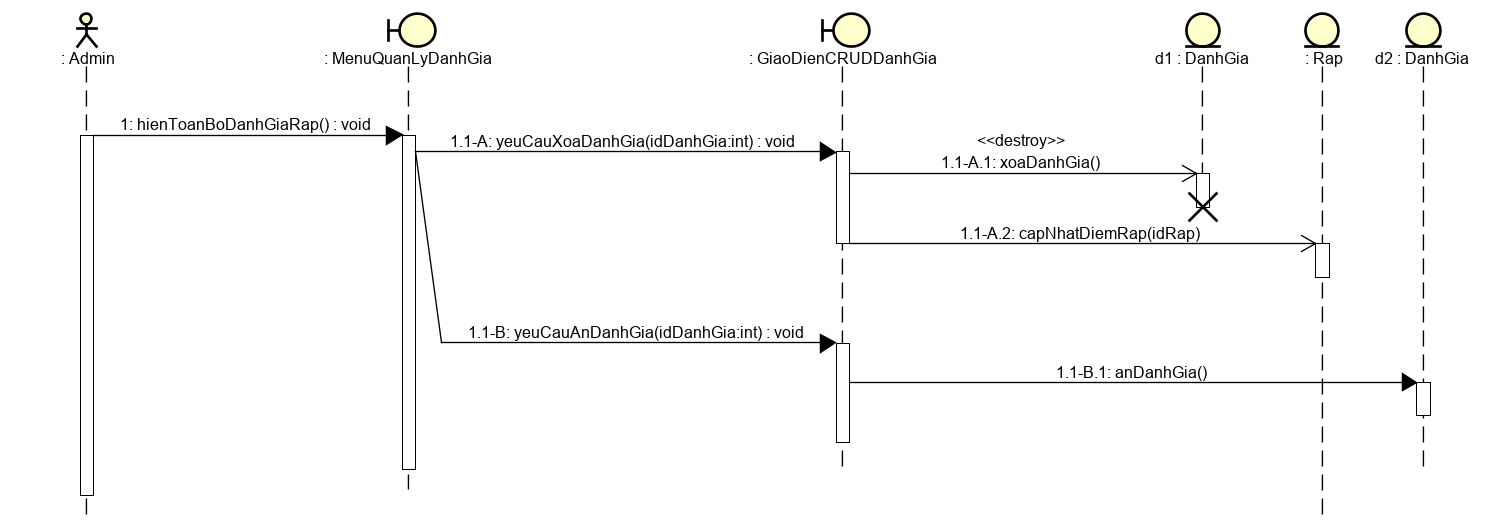 : Admin
: MenuQuanLyDanhGia
: GiaoDienCRUDDanhGia
d1 : DanhGia
: Rap
d2 : DanhGia
1: hienToanBoDanhGiaRap() : void
1.1-A: yeuCauXoaDanhGia(idDanhGia:int) : void
<<destroy>>
1.1-A.1: xoaDanhGia()
1.1-A.2: capNhatDiemRap(idRap)
1.1-B: yeuCauAnDanhGia(idDanhGia:int) : void
1.1-B.1: anDanhGia()